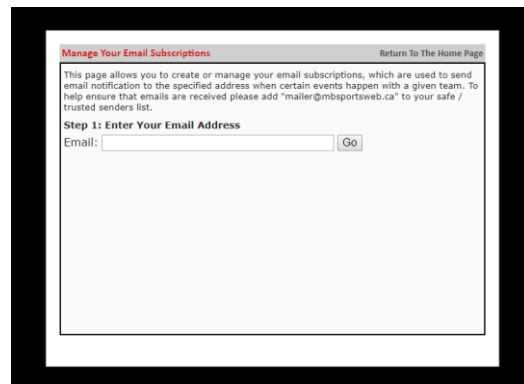 Manage Your Email Subscriptions Return To The Home Page
This page allows you to create or manage your email subscriptions, which are used to send
email notification to the specified address when certain events happen with a given team. To
help ensure that emails are received please add "mailer@mbsportsweb.ca" to your safe /
trusted senders list.
Step 1: Enter Your Email Address
Email: Go